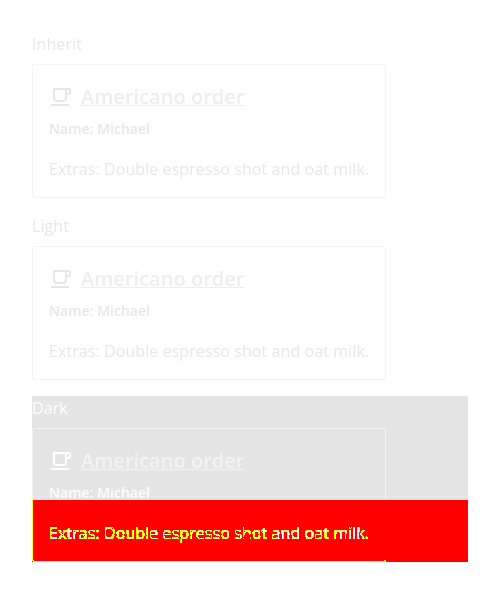 Inherit
Americano order
Name: Michael
Extras: Double espresso shot and oat milk.
Light
Americano order
Name: Michael
Extras: Double espresso shot and oat milk.
Dark
Americano order
Name: Michael
Extras: Double espresso shot and oat milk.